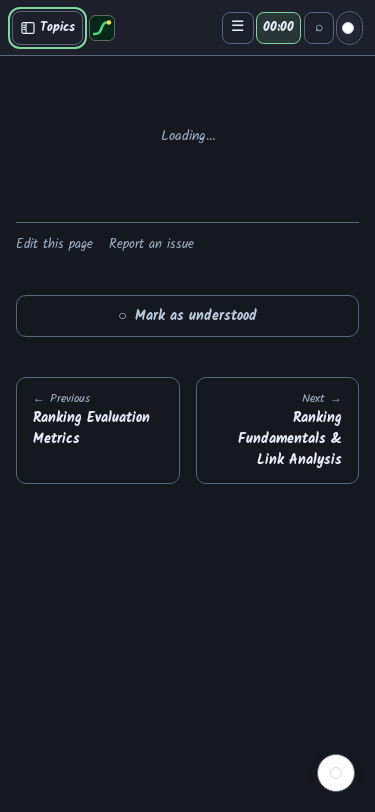 Topics
00:00
Loading...
Edit this page Report an issue
Mark as understood
← Previous
Ranking Evaluation
Metrics
Next →
Ranking
Fundamentals &
Link Analysis